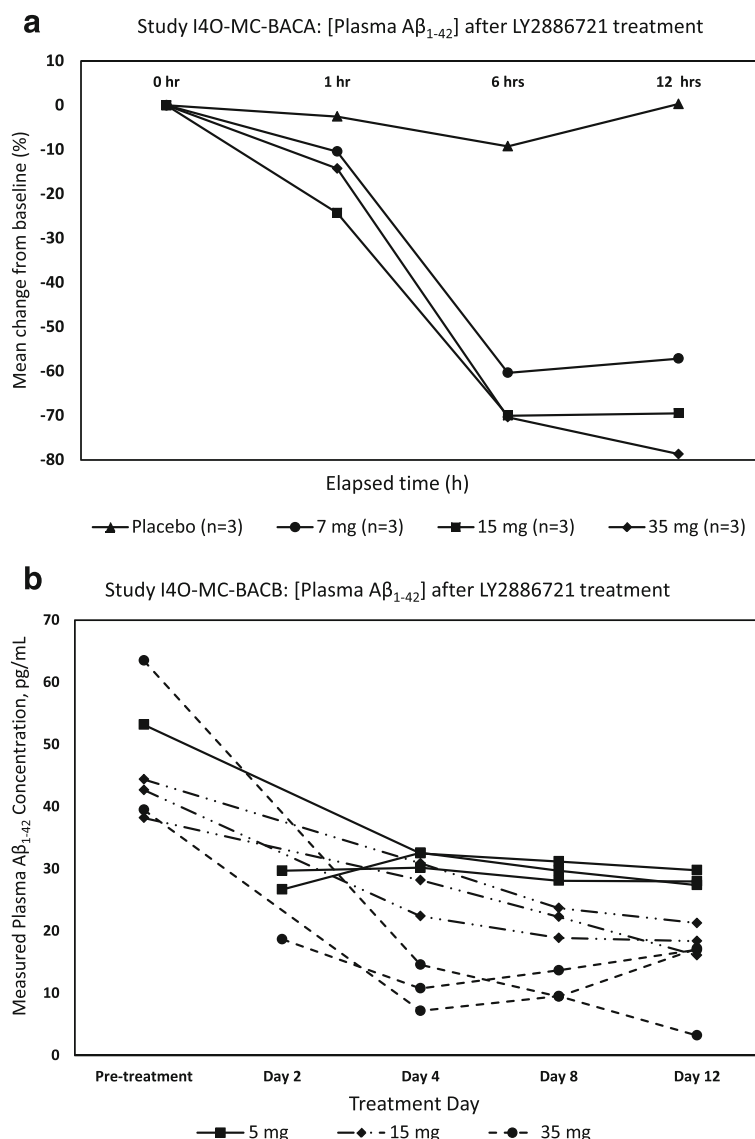 a
Study I4O-MC-BACA: [Plasma Aβ1-42] after LY2886721 treatment
10
0 hr 1 hr 6 hrs 12 hrs
0
-10
-20
-30
-40
-50
-60
-70
-80
Mean change from baseline (%)
Elapsed time (h)
Placebo (n=3) 7 mg (n=3) 15 mg (n=3) 35 mg (n=3)
b
Study I4O-MC-BACB: [Plasma Aβ1-42] after LY2886721 treatment
70
60
50
40
30
20
10
0
Measured Plasma Aβ1-42 Concentration, pg/mL
Pre-treatment Day 2 Day 4 Day 8 Day 12
Treatment Day
5 mg 15 mg 35 mg